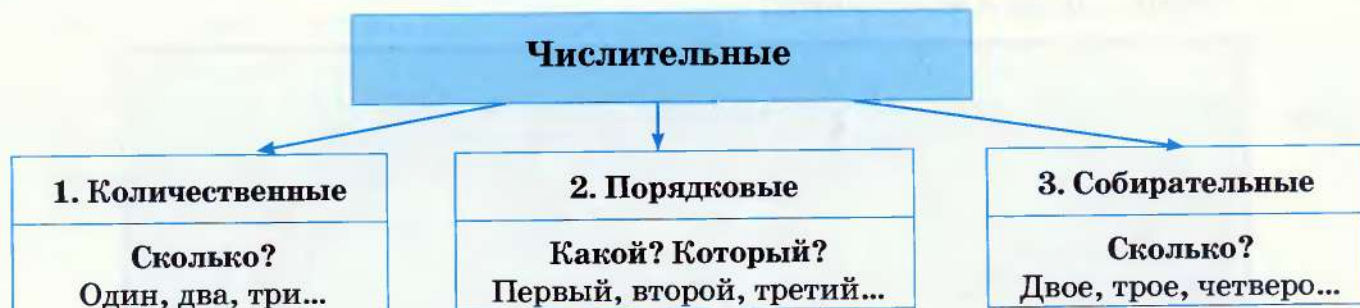 Числительные
1. Количественные
Сколько?
Один, два, три...
2. Порядковые
Какой? Который?
Первый, второй, третий...
3. Собирательные
Сколько?
Двое, трое, четверо...